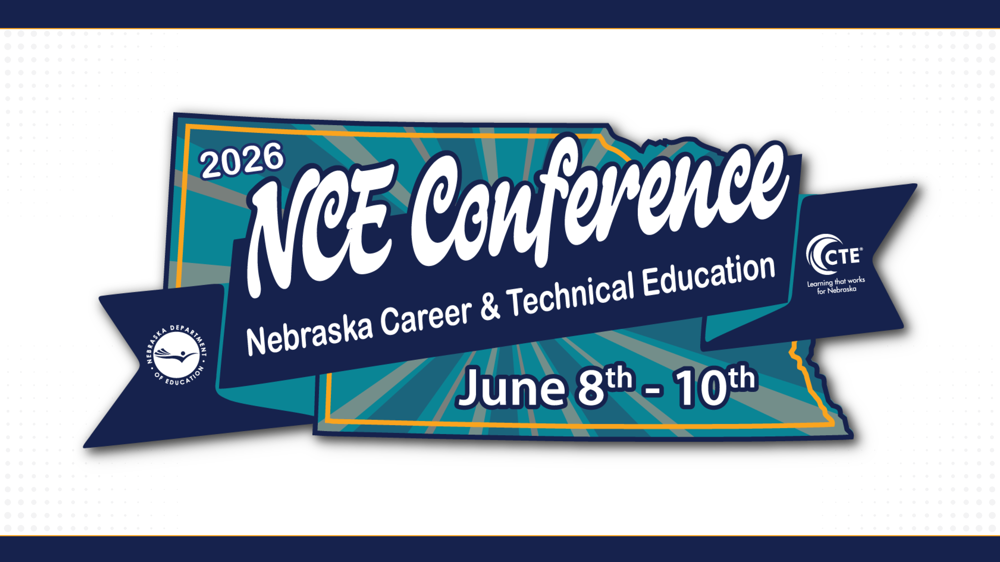 2026
NCE Conference
Nebraska Career & Technical Education
CTE®
Learning that works
for Nebraska
• NEBRASKA DEPARTMENT •
OF EDUCATION
June 8th - 10th